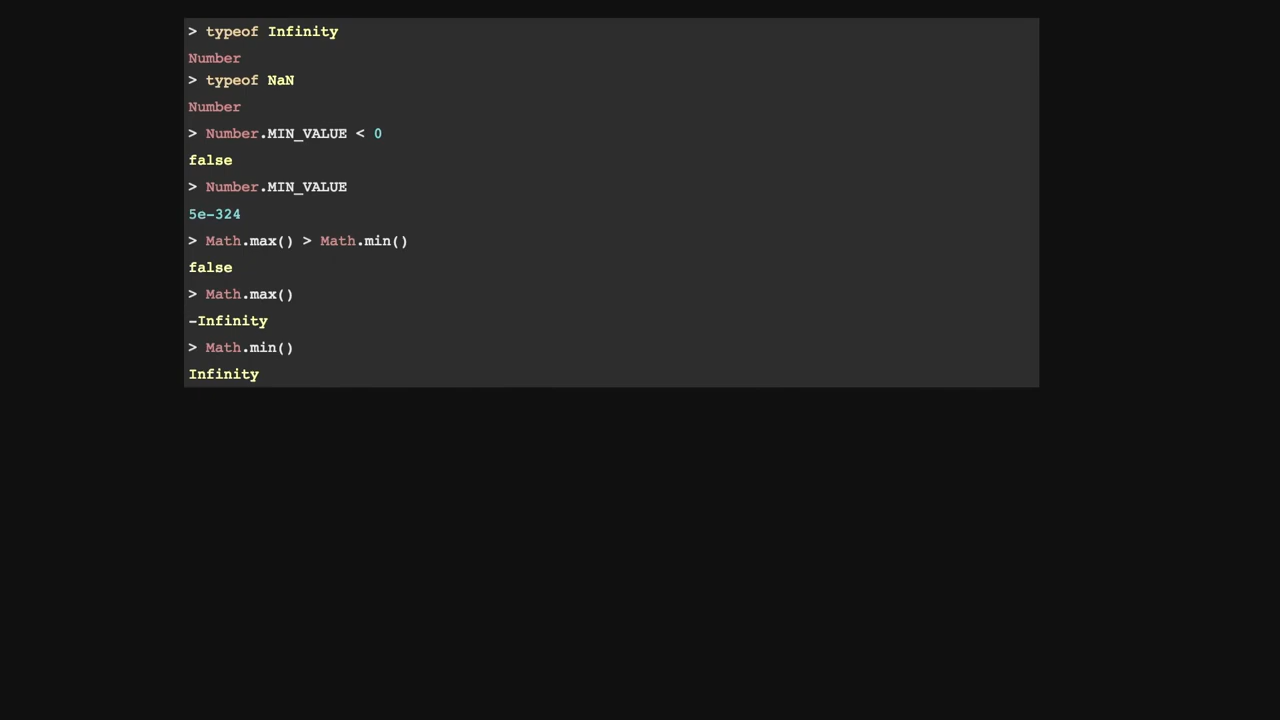 > typeof Infinity
Number
> typeof NaN
Number
> Number.MIN_VALUE < 0
false
> Number.MIN_VALUE
5e-324
> Math.max() > Math.min()
false
> Math.max()
-Infinity
> Math.min()
Infinity